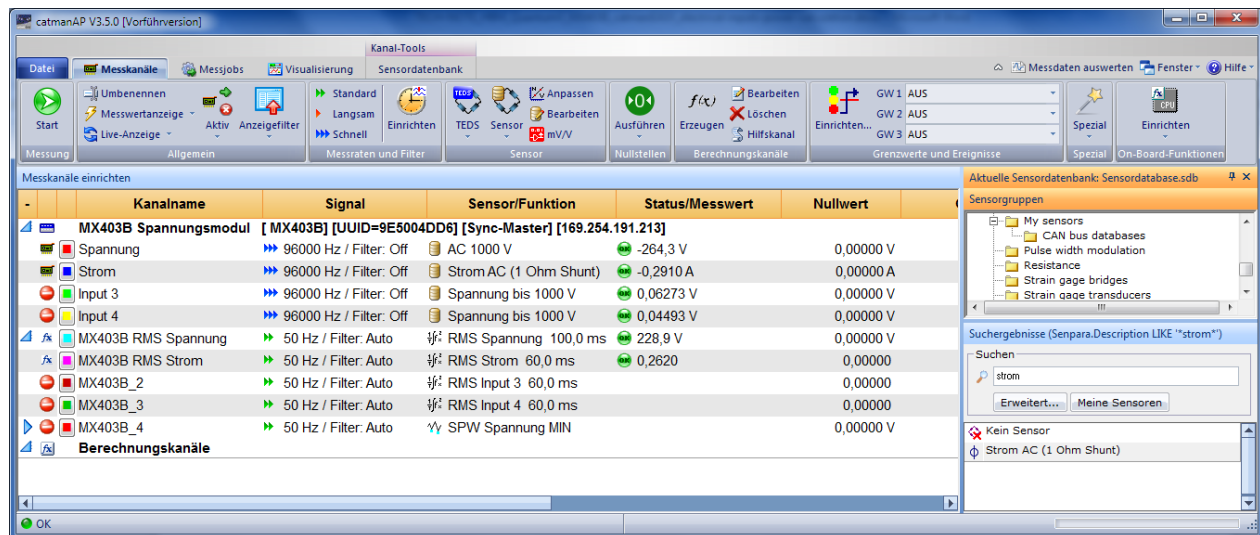 catmanAP V3.5.0 [Vorführversion]
Kanal-Tools
Datei Messkanäle Messjobs Visualisierung Sensordatenbank Messdaten auswerten Fenster Hilfe
Start
Umbenennen
Messwertanzeige
Live-Anzeige
Aktiv
Anzeigefilter
Standard
Langsam
Schnell
Einrichten
TEDS
TEDS
Sensor
Anpassen
Bearbeiten
mV/V
Ausführen
f(x)
Erzeugen
Bearbeiten
Löschen
Hilfskanal
Einrichten...
GW 1 AUS
GW 2 AUS
GW 3 AUS
Spezial
CPU
Einrichten
Messung Allgemein Messraten und Filter Sensor Nullstellen Berechnungskanäle Grenzwerte und Ereignisse Spezial On-Board-Funktionen
Messkanäle einrichten
- Kanalname Signal Sensor/Funktion Status/Messwert Nullwert
MX403B Spannungsmodul [ MX403B] [UUID=9E5004DD6] [Sync-Master] [169.254.191.213]
Spannung 96000 Hz / Filter: Off AC 1000 V OK -264,3 V 0,00000 V
Strom 96000 Hz / Filter: Off Strom AC (1 Ohm Shunt) OK -0,2910 A 0,00000 A
Input 3 96000 Hz / Filter: Off Spannung bis 1000 V OK 0,06273 V 0,00000 V
Input 4 96000 Hz / Filter: Off Spannung bis 1000 V OK 0,04493 V 0,00000 V
fx MX403B RMS Spannung 50 Hz / Filter: Auto RMS Spannung 100,0 ms OK 228,9 V 0,00000 V
fx MX403B RMS Strom 50 Hz / Filter: Auto RMS Strom 60,0 ms OK 0,2620 0,00000
MX403B_2 50 Hz / Filter: Auto RMS Input 3 60,0 ms 0,00000
MX403B_3 50 Hz / Filter: Auto RMS Input 4 60,0 ms 0,00000
MX403B_4 50 Hz / Filter: Auto SPW Spannung MIN 0,00000 V
fx Berechnungskanäle
Aktuelle Sensordatenbank: Sensordatabase.sdb
Sensorgruppen
My sensors
CAN bus databases
Pulse width modulation
Resistance
Strain gage bridges
Strain gage transducers
Suchergebnisse (Senpara.Description LIKE '*strom*')
Suchen
strom
Erweitert... Meine Sensoren
Kein Sensor
Strom AC (1 Ohm Shunt)
OK